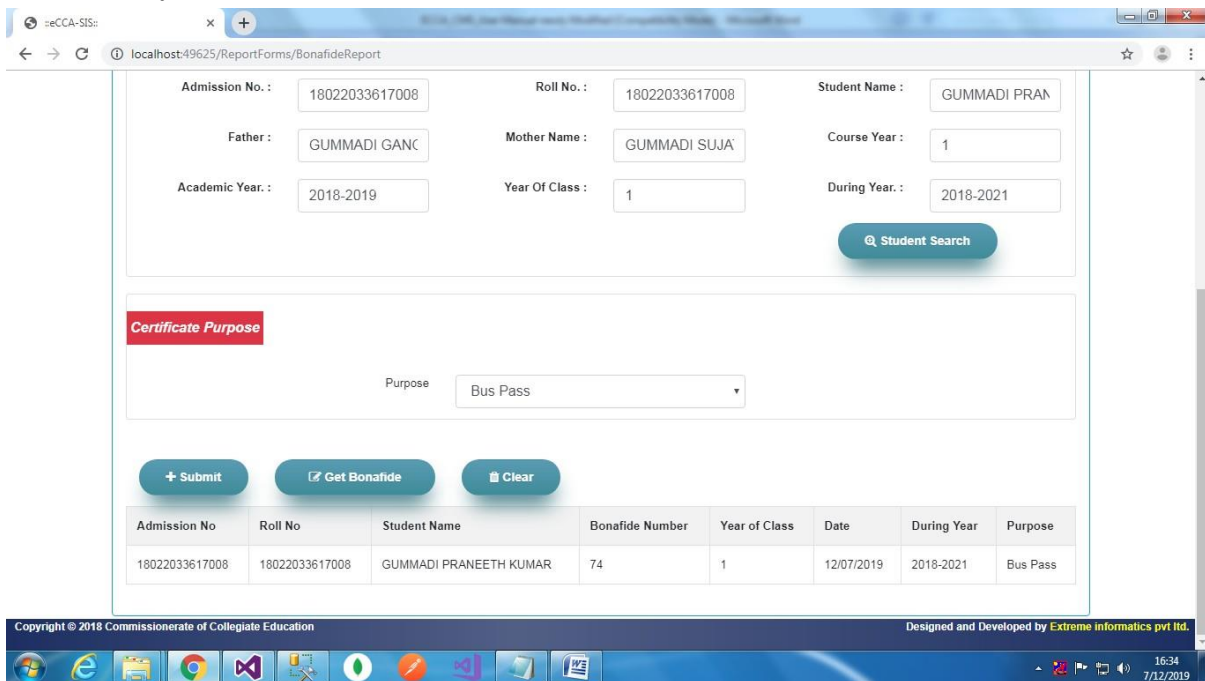 ::eCCA-SIS::
localhost:49625/ReportForms/BonafideReport
Admission No. : 18022033617008 Roll No. : 18022033617008 Student Name : GUMMADI PRAN
Father : GUMMADI GANG Mother Name : GUMMADI SUJA Course Year : 1
Academic Year. : 2018-2019 Year Of Class : 1 During Year. : 2018-2021
Student Search
Certificate Purpose
Purpose Bus Pass
+ Submit Get Bonafide Clear
Admission No Roll No Student Name Bonafide Number Year of Class Date During Year Purpose
18022033617008 18022033617008 GUMMADI PRANEETH KUMAR 74 1 12/07/2019 2018-2021 Bus Pass
Copyright © 2018 Commissionerate of Collegiate Education Designed and Developed by Extreme informatics pvt ltd.
16:34
7/12/2019